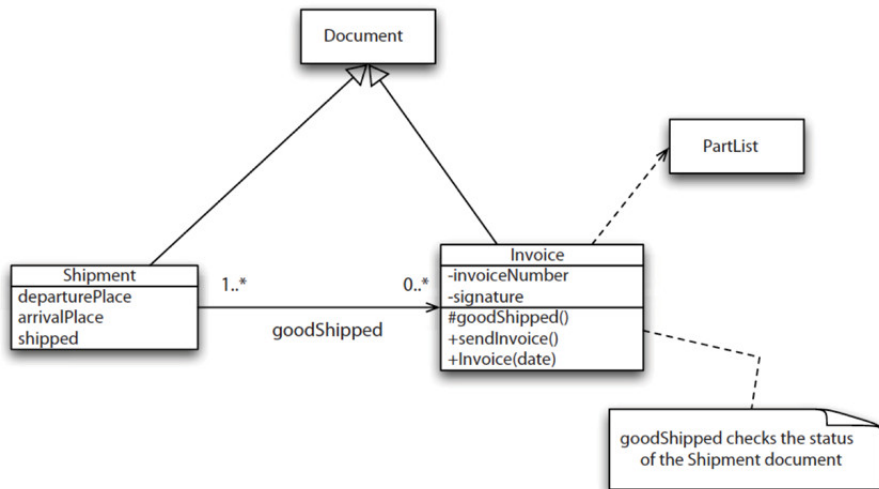 Document
PartList
Shipment
departurePlace
arrivalPlace
shipped
1..*
0..*
goodShipped
Invoice
-invoiceNumber
-signature
#goodShipped()
+sendInvoice()
+Invoice(date)
goodShipped checks the status
of the Shipment document